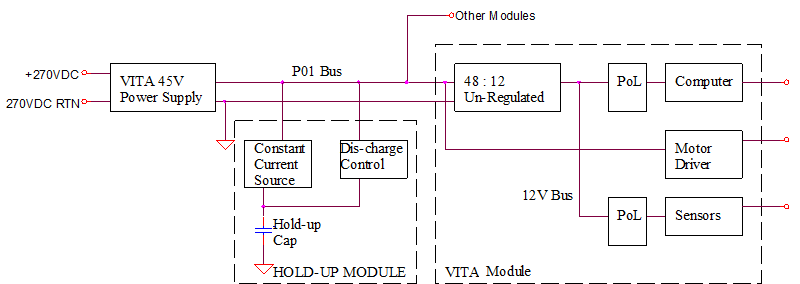 Other Modules
+270VDC
270VDC RTN
VITA 45V
Power Supply
P01 Bus
48 : 12
Un-Regulated
PoL
Computer
Constant
Current
Source
Dis-charge
Control
Motor
Driver
12V Bus
PoL
Sensors
Hold-up
Cap
HOLD-UP MODULE
VITA Module